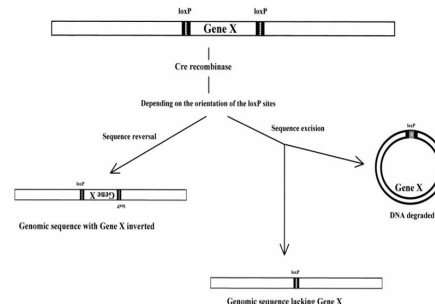 loxP loxP
Gene X
Cre recombinase
Depending on the orientation of the loxP sites
Sequence reversal
Sequence excision
loxP
Gene X
loxP
Genomic sequence with Gene X inverted
loxP
Gene X
DNA degraded
loxP
Genomic sequence lacking Gene X